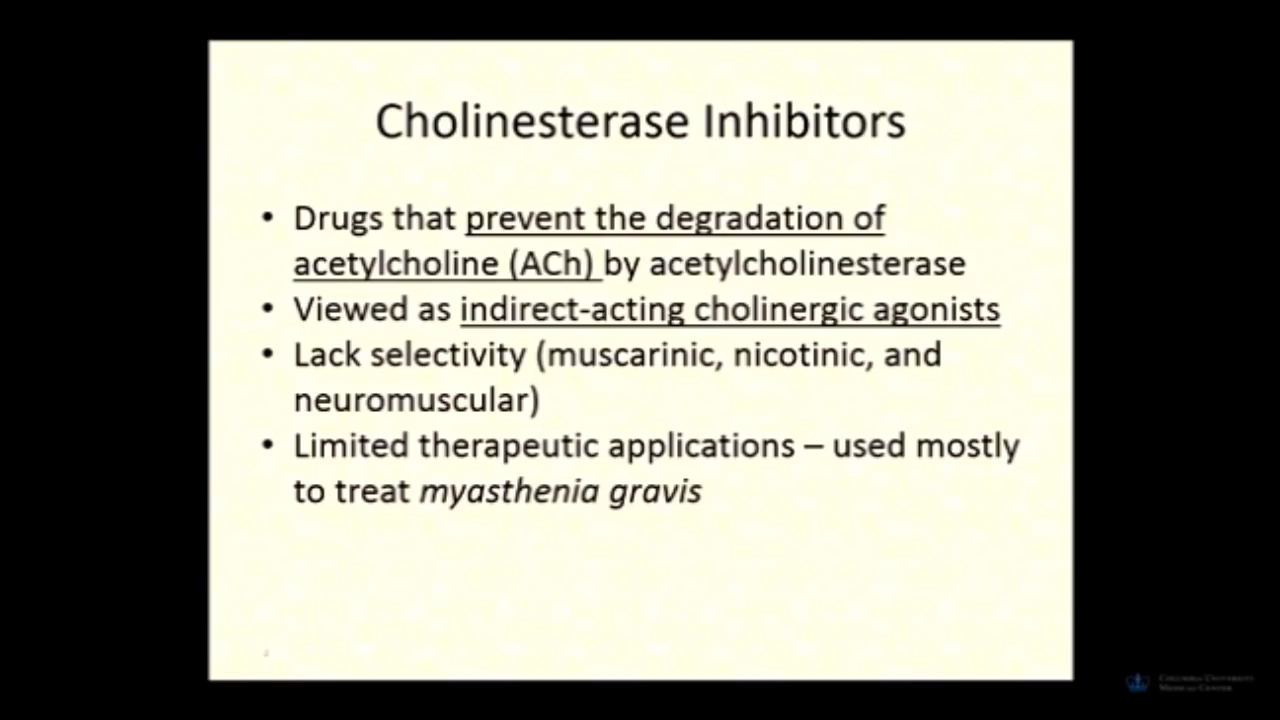 Cholinesterase Inhibitors
• Drugs that prevent the degradation of
acetylcholine (ACh) by acetylcholinesterase
• Viewed as indirect-acting cholinergic agonists
• Lack selectivity (muscarinic, nicotinic, and
neuromuscular)
• Limited therapeutic applications – used mostly
to treat myasthenia gravis
Columbia University
Medical Center